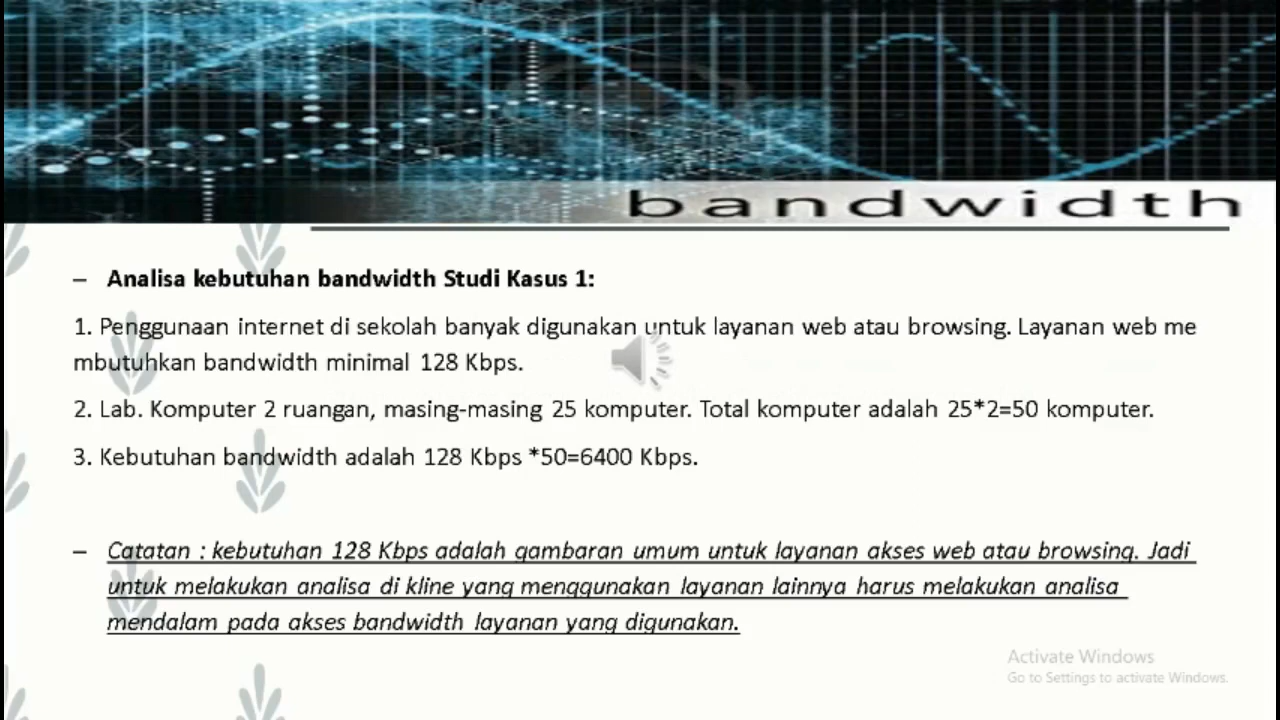 bandwidth
– Analisa kebutuhan bandwidth Studi Kasus 1:
1. Penggunaan internet di sekolah banyak digunakan untuk layanan web atau browsing. Layanan web me
mbutuhkan bandwidth minimal 128 Kbps.
2. Lab. Komputer 2 ruangan, masing-masing 25 komputer. Total komputer adalah 25*2=50 komputer.
3. Kebutuhan bandwidth adalah 128 Kbps *50=6400 Kbps.
– Catatan : kebutuhan 128 Kbps adalah gambaran umum untuk layanan akses web atau browsing. Jadi
untuk melakukan analisa di kline yang menggunakan layanan lainnya harus melakukan analisa
mendalam pada akses bandwidth layanan yang digunakan.
Activate Windows
Go to Settings to activate Windows.